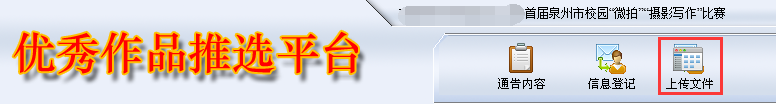 首届泉州市校园“微拍”“摄影写作”比赛
优秀作品推选平台
通告内容 信息登记 上传文件